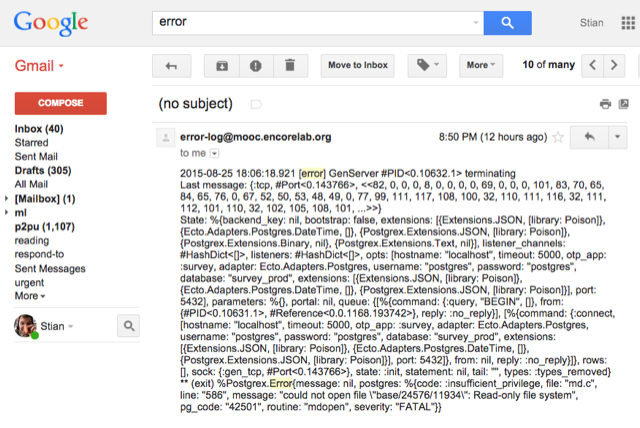 Google
error
Stian
Gmail
Move to Inbox
More
10 of many
COMPOSE
(no subject)
Inbox (40)
Starred
Sent Mail
Drafts (305)
All Mail
[Mailbox] (1)
ml
p2pu (1,107)
reading
respond-to
Sent Messages
urgent
More
Stian
error-log@mooc.encorelab.org
8:50 PM (12 hours ago)
to me
2015-08-25 18:06:18.921 [error] GenServer #PID<0.10632.1> terminating
Last message: {:tcp, #Port<0.143766>, <<82, 0, 0, 0, 8, 0, 0, 0, 0, 69, 0, 0, 0, 101, 83, 70, 65,
84, 65, 76, 0, 67, 52, 50, 53, 48, 49, 0, 77, 99, 111, 117, 108, 100, 32, 110, 111, 116, 32, 111,
112, 101, 110, 32, 102, 105, 108, 101, ...>>}
State: %{backend_key: nil, bootstrap: false, extensions: [{Extensions.JSON, [library: Poison]},
{Ecto.Adapters.Postgres.DateTime, []}, {Postgrex.Extensions.JSON, [library: Poison]},
{Postgrex.Extensions.Binary, nil}, {Postgrex.Extensions.Text, nil}], listener_channels:
#HashDict<[]>, listeners: #HashDict<[]>, opts: [hostname: "localhost", timeout: 5000, otp_app:
:survey, adapter: Ecto.Adapters.Postgres, username: "postgres", password: "postgres",
database: "survey_prod", extensions: [{Extensions.JSON, [library: Poison]},
{Ecto.Adapters.Postgres.DateTime, []}, {Postgrex.Extensions.JSON, [library: Poison]}], port:
5432], parameters: %{}, portal: nil, queue: {[%{command: {:query, "BEGIN", []}, from:
{#PID<0.10631.1>, #Reference<0.0.1168.193742>}, reply: :no_reply}], [%{command: {:connect,
[hostname: "localhost", timeout: 5000, otp_app: :survey, adapter: Ecto.Adapters.Postgres,
username: "postgres", password: "postgres", database: "survey_prod", extensions:
[{Extensions.JSON, [library: Poison]}, {Ecto.Adapters.Postgres.DateTime, []},
{Postgrex.Extensions.JSON, [library: Poison]}], port: 5432]}, from: nil, reply: :no_reply}]}, rows:
[], sock: {:gen_tcp, #Port<0.143766>}, state: :init, statement: nil, tail: "", types: :types_removed}
** (exit) %Postgrex.Error{message: nil, postgres: %{code: :insufficient_privilege, file: "md.c",
line: "586", message: "could not open file \"base/24576/11934\": Read-only file system",
pg_code: "42501", routine: "mdopen", severity: "FATAL"}}